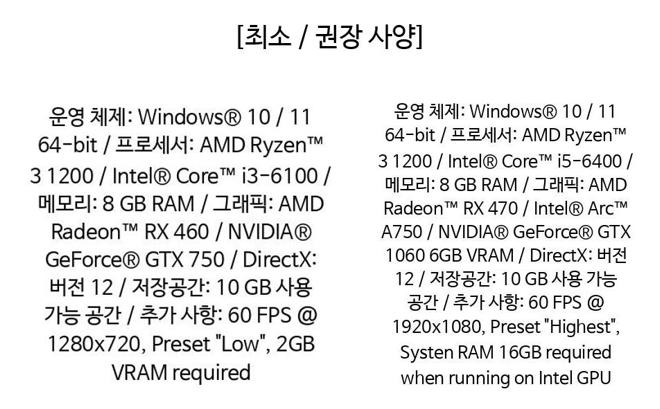 [최소 / 권장 사양]
운영 체제: Windows® 10 / 11
64-bit / 프로세서: AMD Ryzen™
3 1200 / Intel® Core™ i3-6100 /
메모리: 8 GB RAM / 그래픽: AMD
Radeon™ RX 460 / NVIDIA®
GeForce® GTX 750 / DirectX:
버전 12 / 저장공간: 10 GB 사용
가능 공간 / 추가 사항: 60 FPS @
1280x720, Preset "Low", 2GB
VRAM required
운영 체제: Windows® 10 / 11
64-bit / 프로세서: AMD Ryzen™
3 1200 / Intel® Core™ i5-6400 /
메모리: 8 GB RAM / 그래픽: AMD
Radeon™ RX 470 / Intel® Arc™
A750 / NVIDIA® GeForce® GTX
1060 6GB VRAM / DirectX: 버전
12 / 저장공간: 10 GB 사용 가능
공간 / 추가 사항: 60 FPS @
1920x1080, Preset "Highest",
Systen RAM 16GB required
when running on Intel GPU